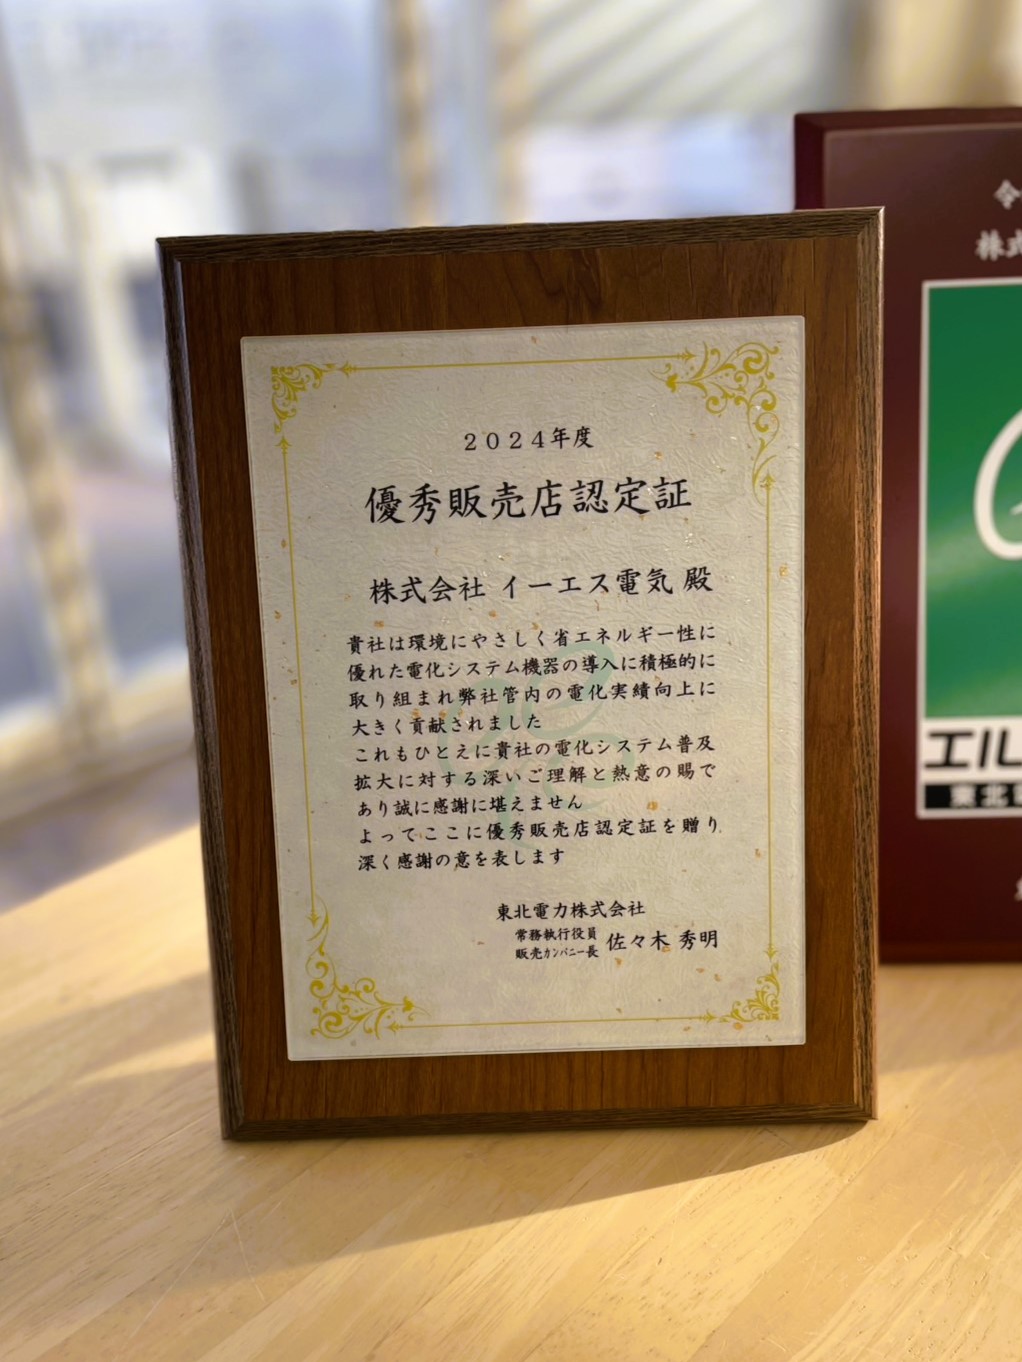 2024年度
優秀販売店認定証
株式会社 イーエス電気 殿
貴社は環境にやさしく省エネルギー性に
優れた電化システム機器の導入に積極的に
取り組まれ弊社管内の電化実績向上に
大きく貢献されました
これもひとえに貴社の電化システム普及
拡大に対する深いご理解と熱意の賜で
あり誠に感謝に堪えません
よってここに優秀販売店認定証を贈り
深く感謝の意を表します
東北電力株式会社
常務執行役員
販売カンパニー長 佐々木 秀明
令
株式
エル
東北